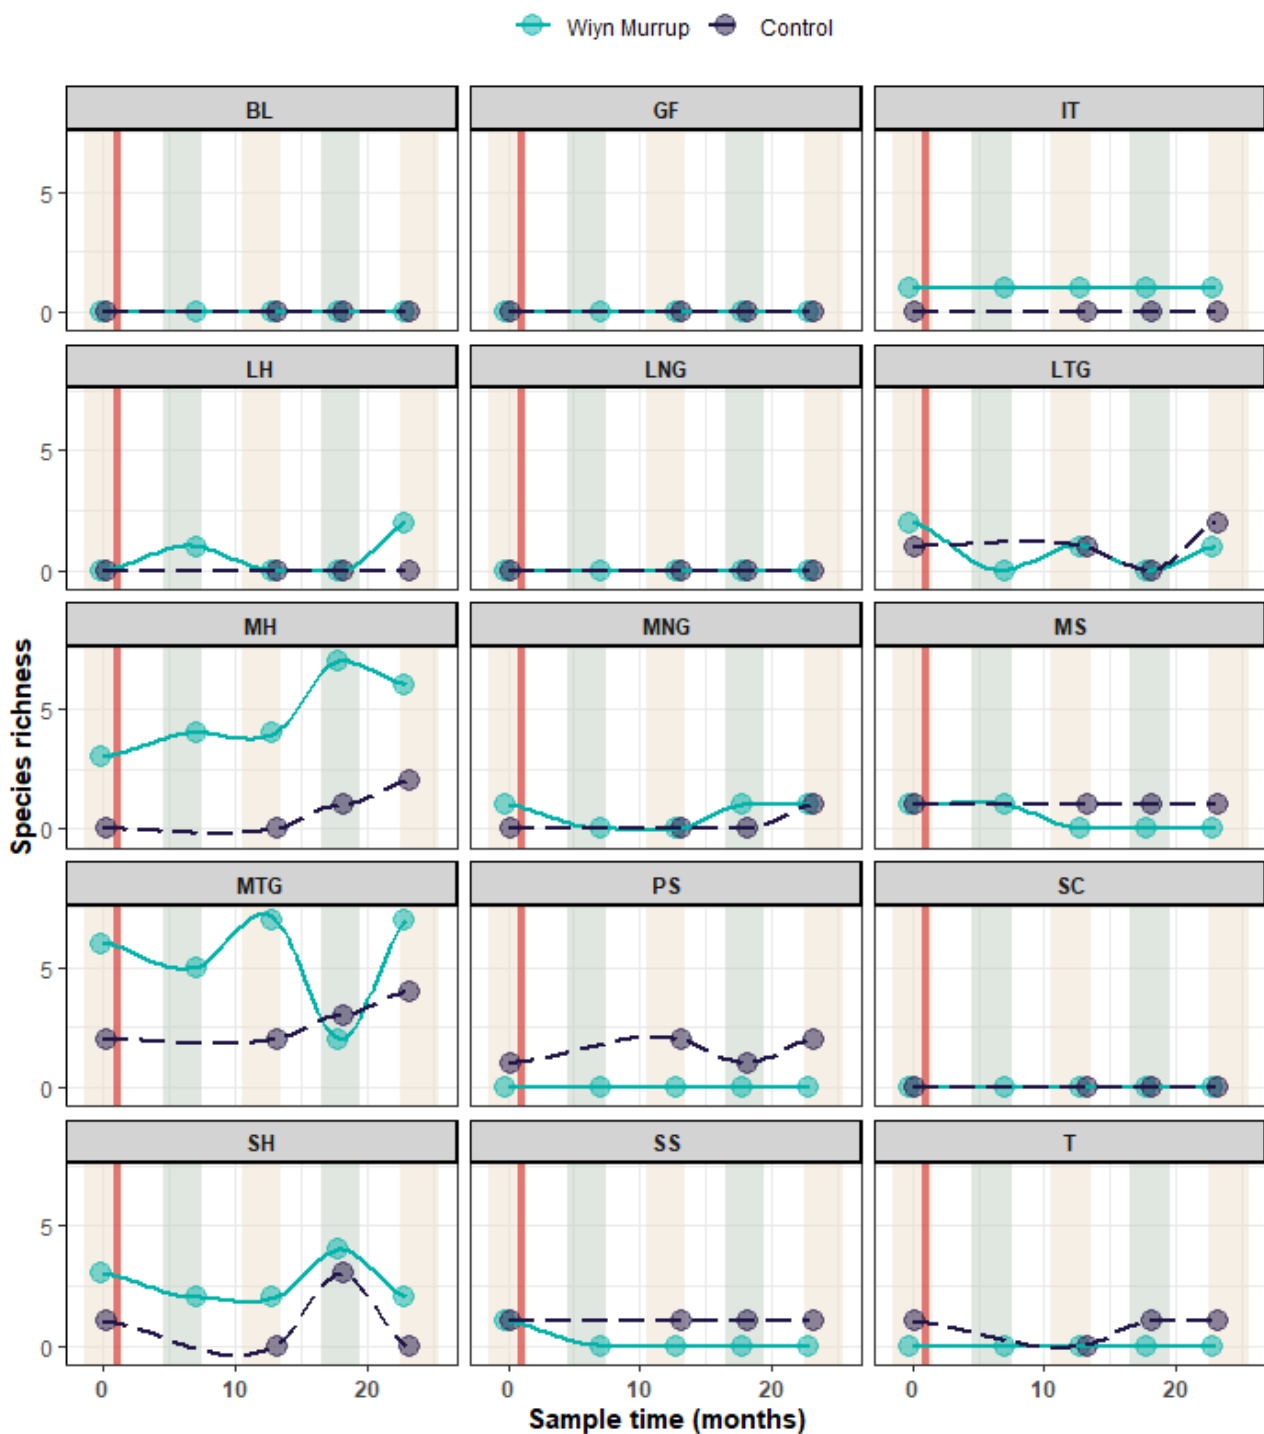 Wiyn Murrup Control
BL GF IT
5
0
LH LNG LTG
5
0
MH MNG MS
5
0
MTG PS SC
5
0
SH SS T
5
0
0 10 20 0 10 20 0 10 20
Species richness
Sample time (months)